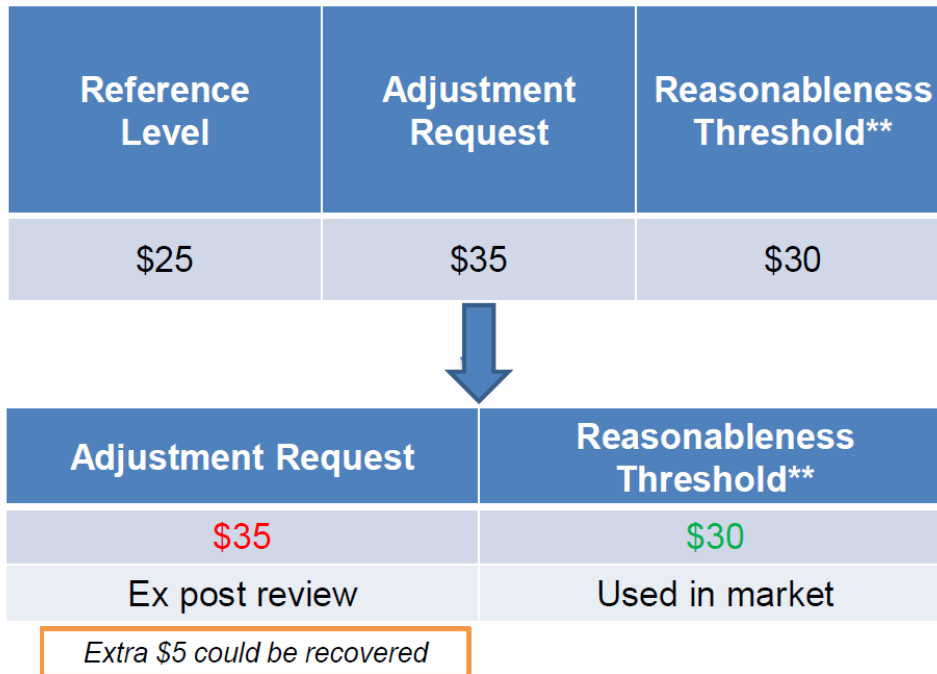 Reference Level
Adjustment Request
Reasonableness Threshold**
$25
$35
$30
Adjustment Request
Reasonableness Threshold**
$35
$30
Ex post review
Used in market
Extra $5 could be recovered